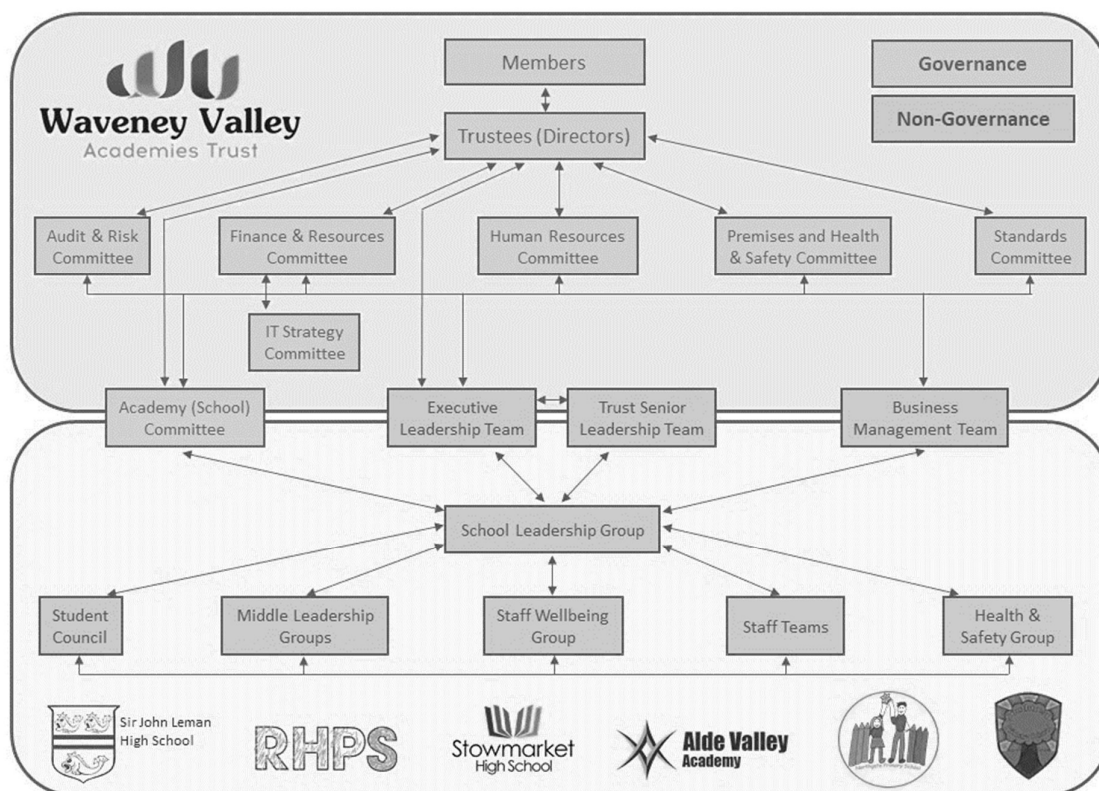 Members
Governance
Waveney Valley
Academies Trust
Trustees (Directors)
Non-Governance
Audit & Risk
Committee
Finance & Resources
Committee
Human Resources
Committee
Premises and Health
& Safety Committee
Standards
Committee
IT Strategy
Committee
Academy (School)
Committee
Executive
Leadership Team
Trust Senior
Leadership Team
Business
Management Team
School Leadership Group
Student
Council
Middle Leadership
Groups
Staff Wellbeing
Group
Staff Teams
Health &
Safety Group
Sir John Leman
High School
RHPS
Stowmarket
High School
Alde Valley
Academy